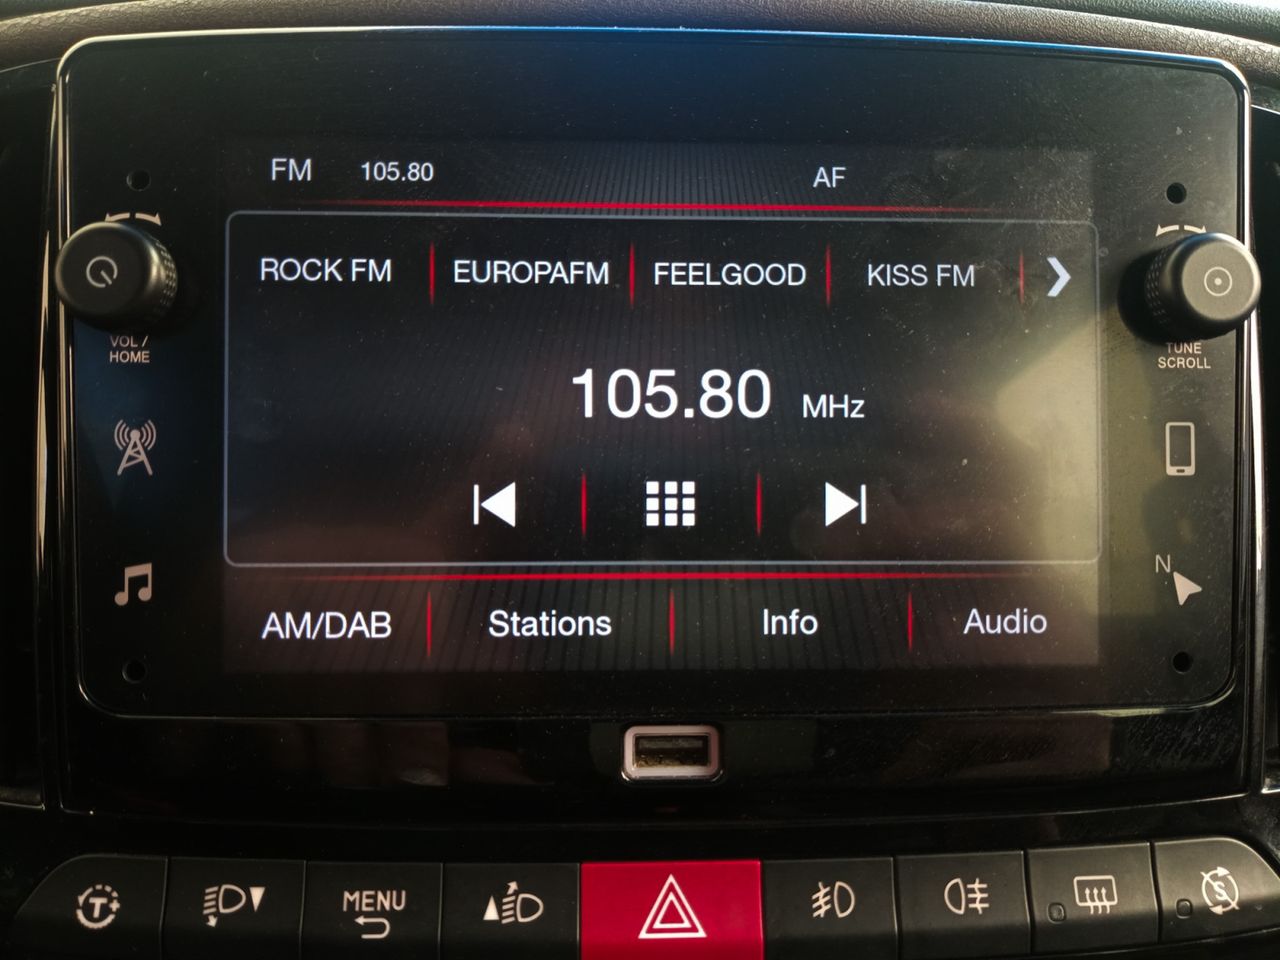 FM 105.80 AF
ROCK FM EUROPAFM FEELGOOD KISS FM
VOL / HOME
TUNE SCROLL
105.80 MHz
N
AM/DAB Stations Info Audio
T
MENU
S